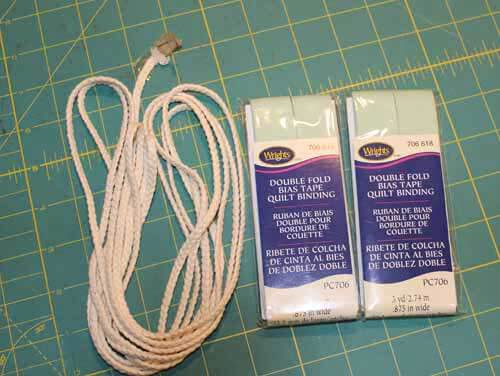 706 618
Wrights
DOUBLE FOLD
BIAS TAPE
QUILT BINDING
RUBAN DE BIAIS
DOUBLE POUR
BORDURE DE
COUETTE
RIBETE DE COLCHA
DE CINTA AL BIES
DE DOBLEZ DOBLE
PC706
.875 in wide
706 618
Wrights
DOUBLE FOLD
BIAS TAPE
QUILT BINDING
RUBAN DE BIAIS
DOUBLE POUR
BORDURE DE
COUETTE
RIBETE DE COLCHA
DE CINTA AL BIES
DE DOBLEZ DOBLE
PC706
3 yd/2.74 m
.875 in wide